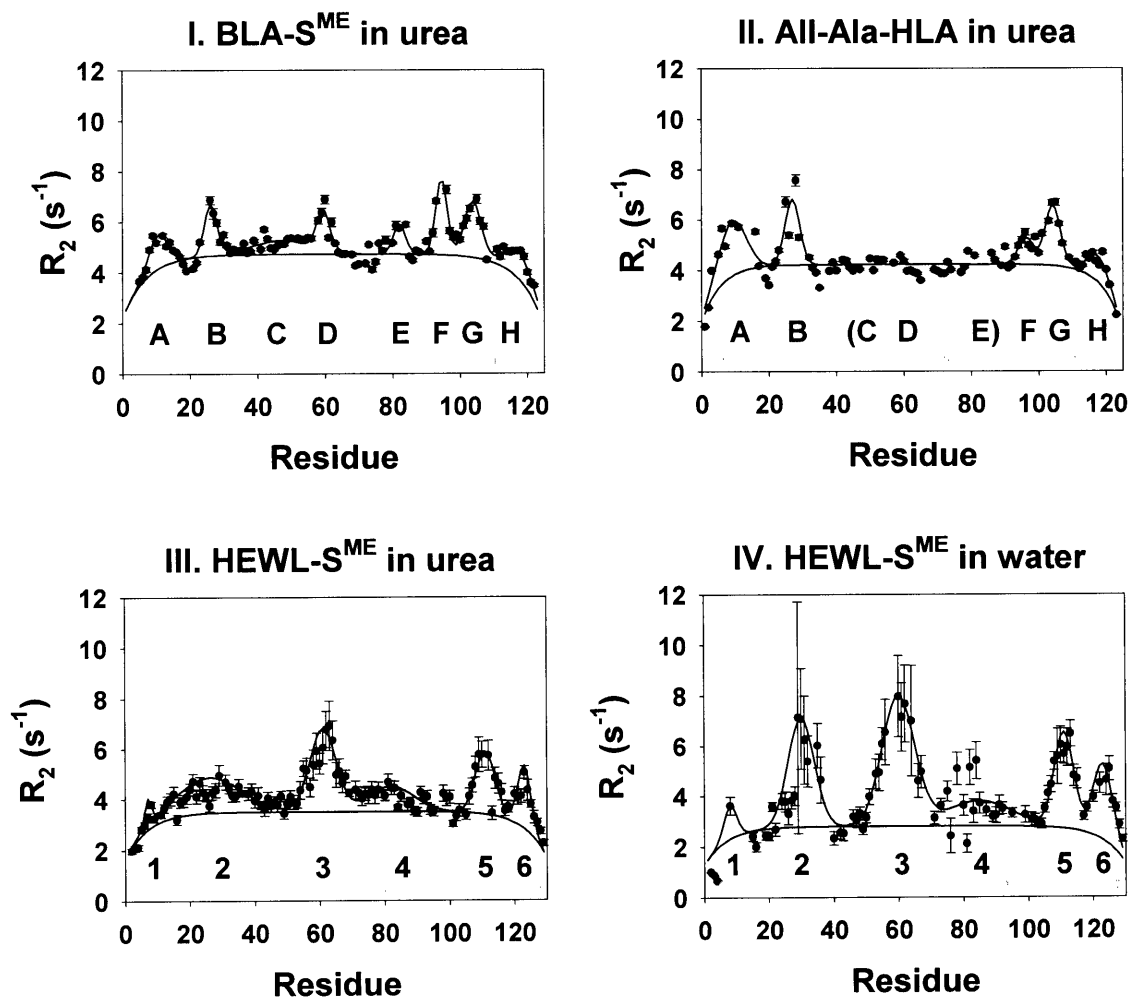 I. BLA-S^ME in urea
12
10
8
6
4
2
0
R₂ (s⁻¹)
A B C D E F G H
0 20 40 60 80 100 120
Residue
II. All-Ala-HLA in urea
12
10
8
6
4
2
0
R₂ (s⁻¹)
A B (C D E) F G H
0 20 40 60 80 100 120
Residue
III. HEWL-S^ME in urea
12
10
8
6
4
2
0
R₂ (s⁻¹)
1 2 3 4 5 6
0 20 40 60 80 100 120
Residue
IV. HEWL-S^ME in water
12
10
8
6
4
2
0
R₂ (s⁻¹)
1 2 3 4 5 6
0 20 40 60 80 100 120
Residue